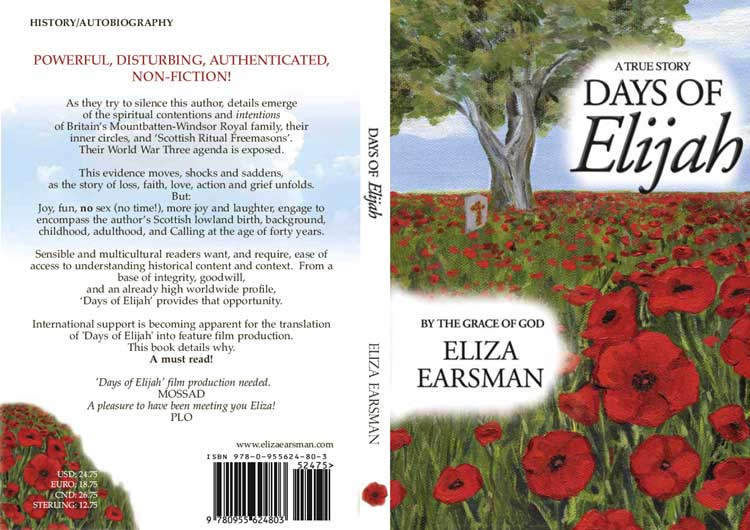 HISTORY/AUTOBIOGRAPHY
POWERFUL, DISTURBING, AUTHENTICATED,
NON-FICTION!
As they try to silence this author, details emerge
of the spiritual contentions and intentions
of Britain's Mountbatten-Windsor Royal family, their
inner circles, and 'Scottish Ritual Freemasons'.
Their World War Three agenda is exposed.
This evidence moves, shocks and saddens,
as the story of loss, faith, love, action and grief unfolds.
But:
Joy, fun, no sex (no time!), more joy and laughter, engage to
encompass the author's Scottish lowland birth, background,
childhood, adulthood, and Calling at the age of forty years.
Sensible and multicultural readers want, and require, ease of
access to understanding historical content and context. From a
base of integrity, goodwill,
and an already high worldwide profile,
'Days of Elijah' provides that opportunity.
International support is becoming apparent for the translation
of 'Days of Elijah' into feature film production.
This book details why.
A must read!
'Days of Elijah' film production needed.
MOSSAD
A pleasure to have been meeting you Eliza!
PLO
www.elizaearsman.com
ISBN 978-0-955624-80-3
52475>
9 780955 624803
USD: 24.75
EURO: 18.75
CND: 26.75
STERLING: 12.75
DAYS OF Elijah
ELIZA EARSMAN
A TRUE STORY
DAYS OF
Elijah
BY THE GRACE OF GOD
ELIZA
EARSMAN